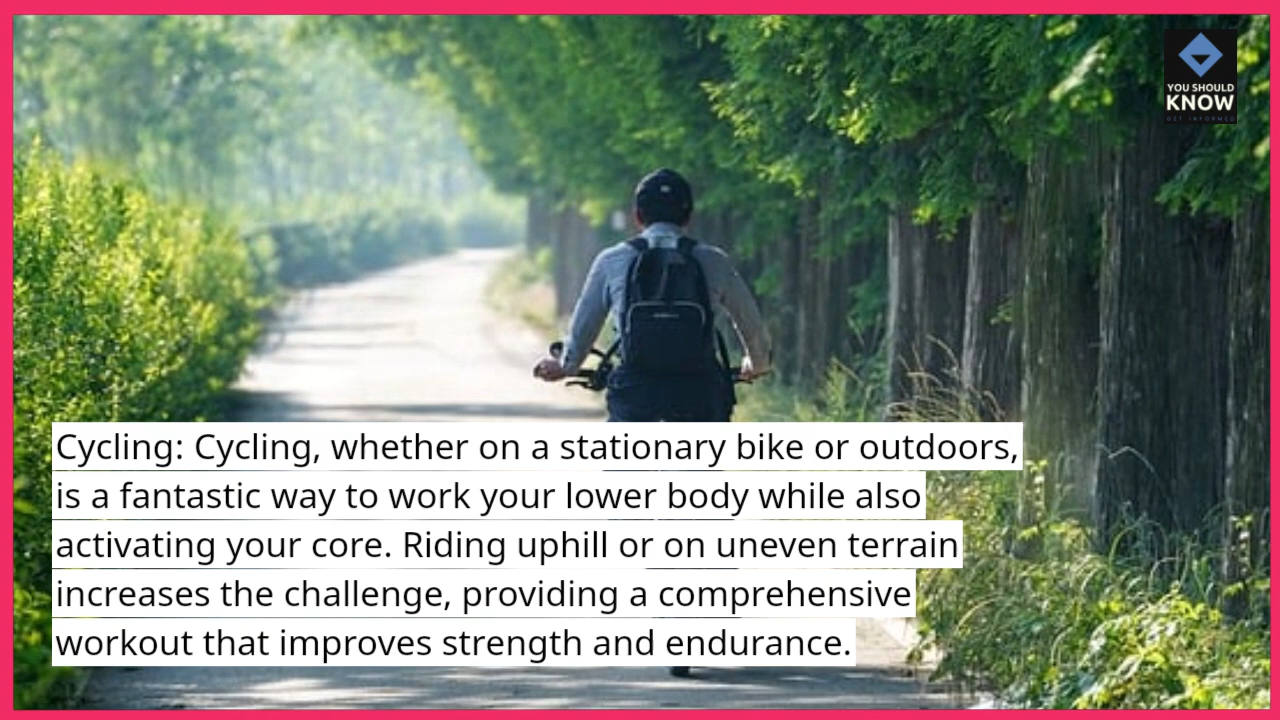 YOU SHOULD
KNOW
GET INFORMED
Cycling: Cycling, whether on a stationary bike or outdoors,
is a fantastic way to work your lower body while also
activating your core. Riding uphill or on uneven terrain
increases the challenge, providing a comprehensive
workout that improves strength and endurance.